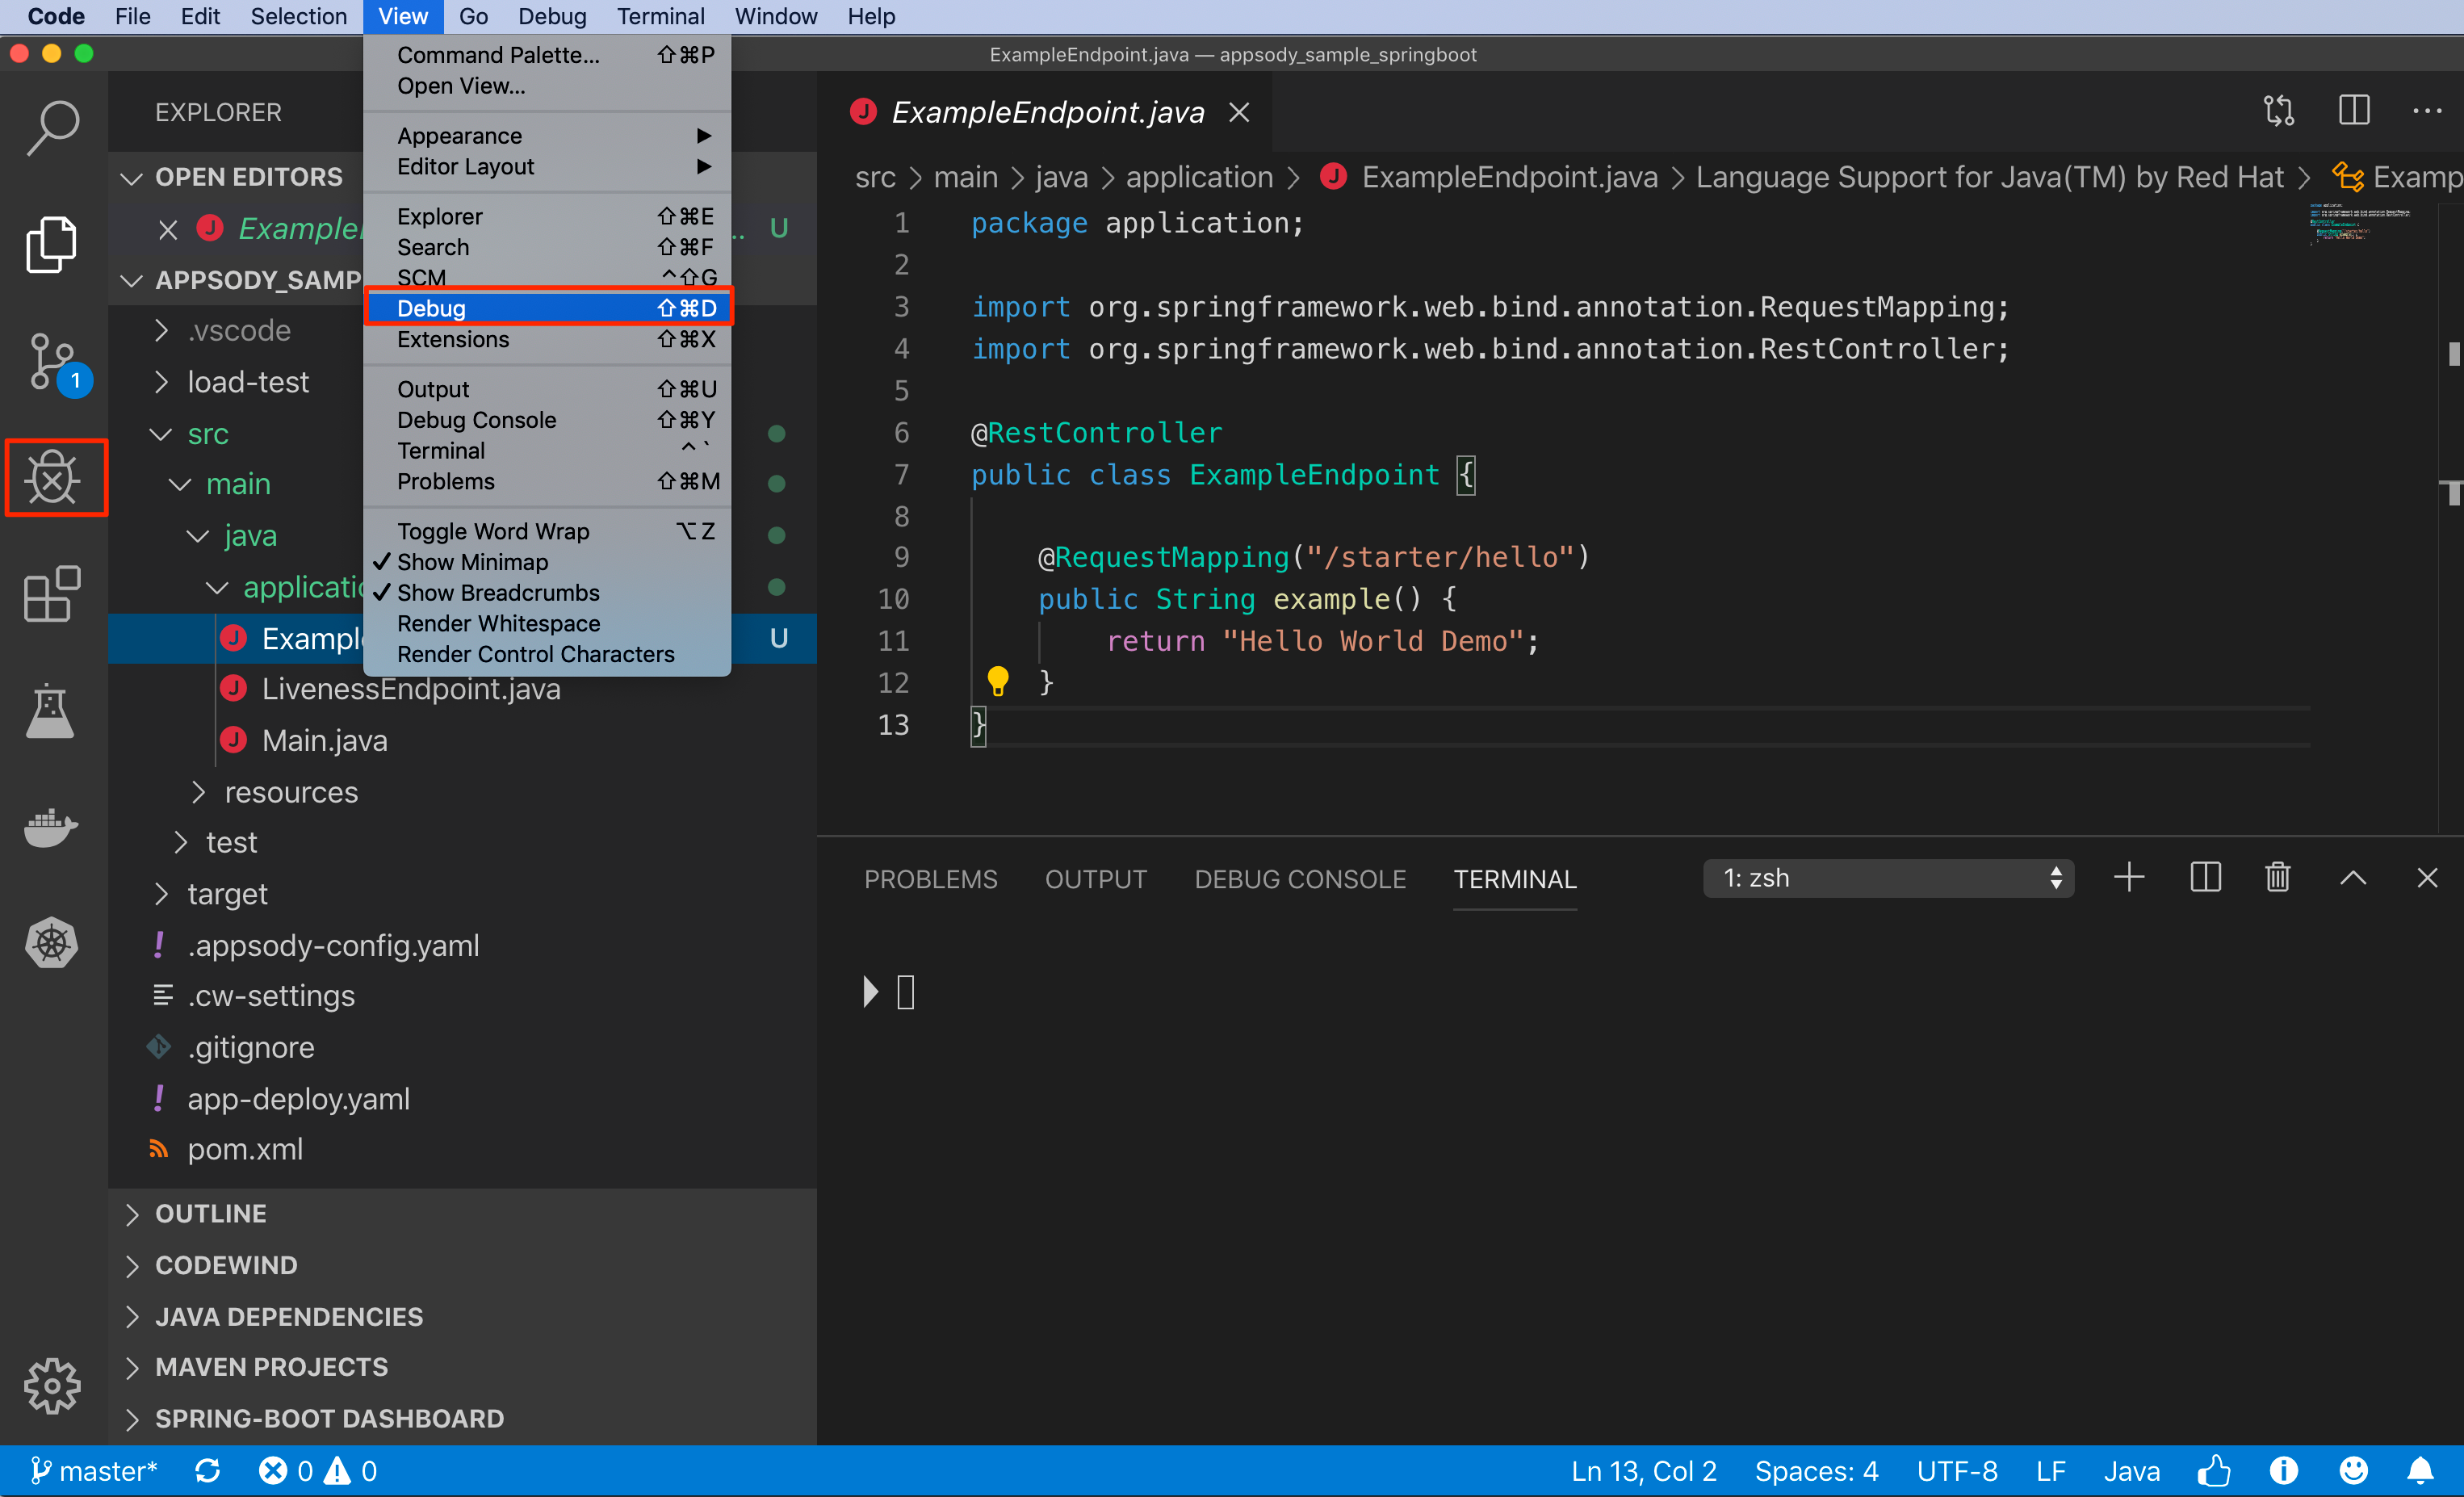 Code File Edit Selection View Go Debug Terminal Window Help
ExampleEndpoint.java — appsody_sample_springboot
Command Palette... ⇧⌘P
Open View...
Appearance
Editor Layout
Explorer ⇧⌘E
Search ⇧⌘F
SCM ^⇧G
Debug ⇧⌘D
Extensions ⇧⌘X
Output ⇧⌘U
Debug Console ⇧⌘Y
Terminal ^`
Problems ⇧⌘M
Toggle Word Wrap ⌥Z
✓ Show Minimap
✓ Show Breadcrumbs
Render Whitespace
Render Control Characters
EXPLORER
OPEN EDITORS
Example .. U
APPSODY_SAMP
.vscode
load-test
src
main
java
applicatio
Example U
LivenessEndpoint.java
Main.java
resources
test
target
.appsody-config.yaml
.cw-settings
.gitignore
app-deploy.yaml
pom.xml
OUTLINE
CODEWIND
JAVA DEPENDENCIES
MAVEN PROJECTS
SPRING-BOOT DASHBOARD
1
ExampleEndpoint.java
src > main > java > application > ExampleEndpoint.java > Language Support for Java(TM) by Red Hat > Examp
1 package application;
2
3 import org.springframework.web.bind.annotation.RequestMapping;
4 import org.springframework.web.bind.annotation.RestController;
5
6 @RestController
7 public class ExampleEndpoint {
8
9 @RequestMapping("/starter/hello")
10 public String example() {
11 return "Hello World Demo";
12 }
13 }
PROBLEMS OUTPUT DEBUG CONSOLE TERMINAL 1: zsh
master* 0 0 Ln 13, Col 2 Spaces: 4 UTF-8 LF Java